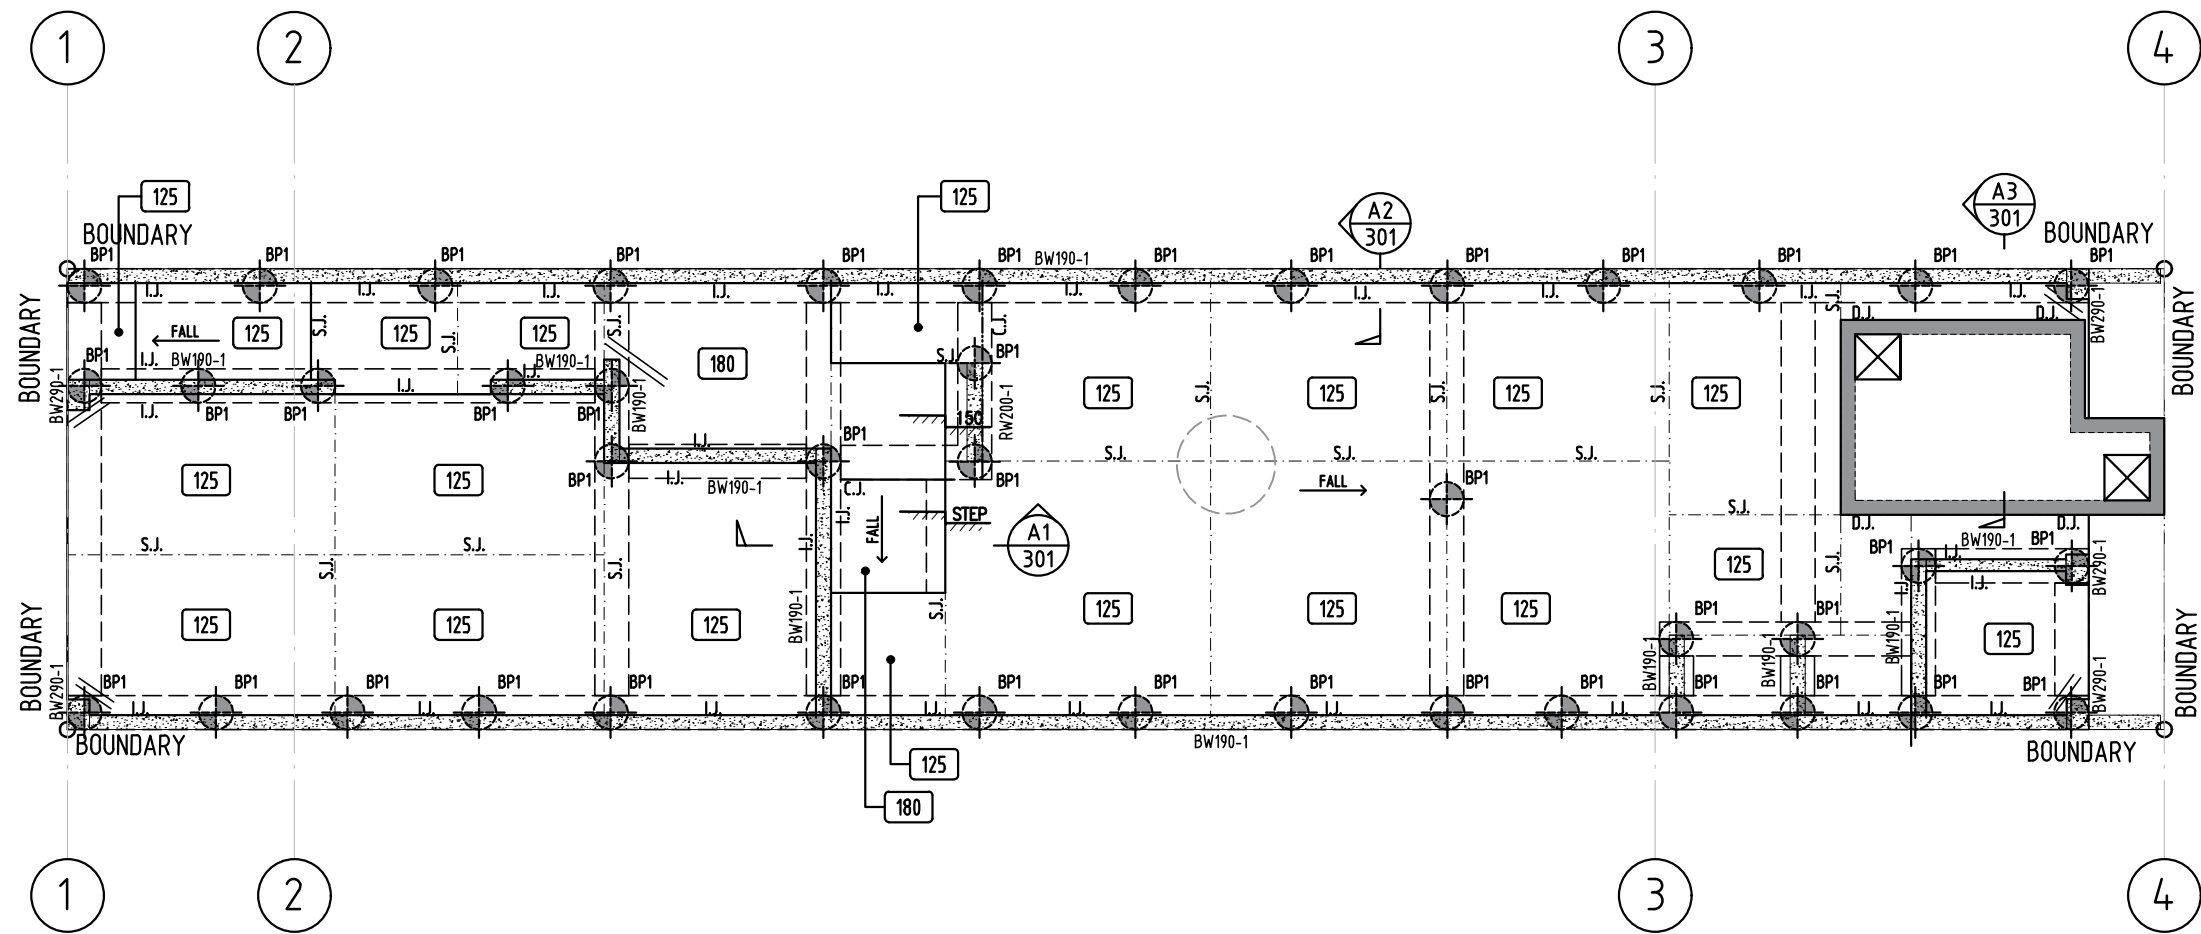 1
2
3
4
125
125
A2
301
A3
301
BOUNDARY
BOUNDARY
BP1
BP1
BP1
BP1
BP1
BP1
BW190-1
BP1
BP1
BP1
BP1
BP1
BP1
BP1
I.J.
I.J.
I.J.
I.J.
I.J.
I.J.
I.J.
I.J.
I.J.
I.J.
BOUNDARY
BOUNDARY
FALL
125
125
125
S.J.
S.J.
S.J.
C.J.
S.J.
D.J.
D.J.
BW290-1
BP1
I.J.
BW190-1
BW190-1
I.J.
I.J.
180
S.J.
BP1
BW290-1
I.J.
BP1
BP1
BP1
BP1
BW190-1
150
RW200-1
125
S.J.
125
S.J.
125
S.J.
125
I.J.
BP1
S.J.
S.J.
S.J.
125
125
BP1
I.J.
BW190-1
C.J.
BP1
FALL
BP1
I.J.
FALL
STEP
S.J.
D.J.
D.J.
S.J.
S.J.
I.J.
A1
301
BP1
BW190-1
BP1
I.J.
I.J.
BW290-1
S.J.
S.J.
125
S.J.
I.J.
125
125
125
BW190-1
S.J.
125
125
125
BP1
BP1
BW190-1
125
BOUNDARY
BOUNDARY
BW290-1
BP1
BP1
BP1
BP1
BP1
BP1
BP1
BP1
BP1
BP1
BP1
BW190-1
BP1
BW190-1
BP1
BP1
BP1
BW290-1
I.J.
I.J.
I.J.
I.J.
I.J.
I.J.
I.J.
I.J.
I.J.
BOUNDARY
BW190-1
BOUNDARY
125
180
1
2
3
4